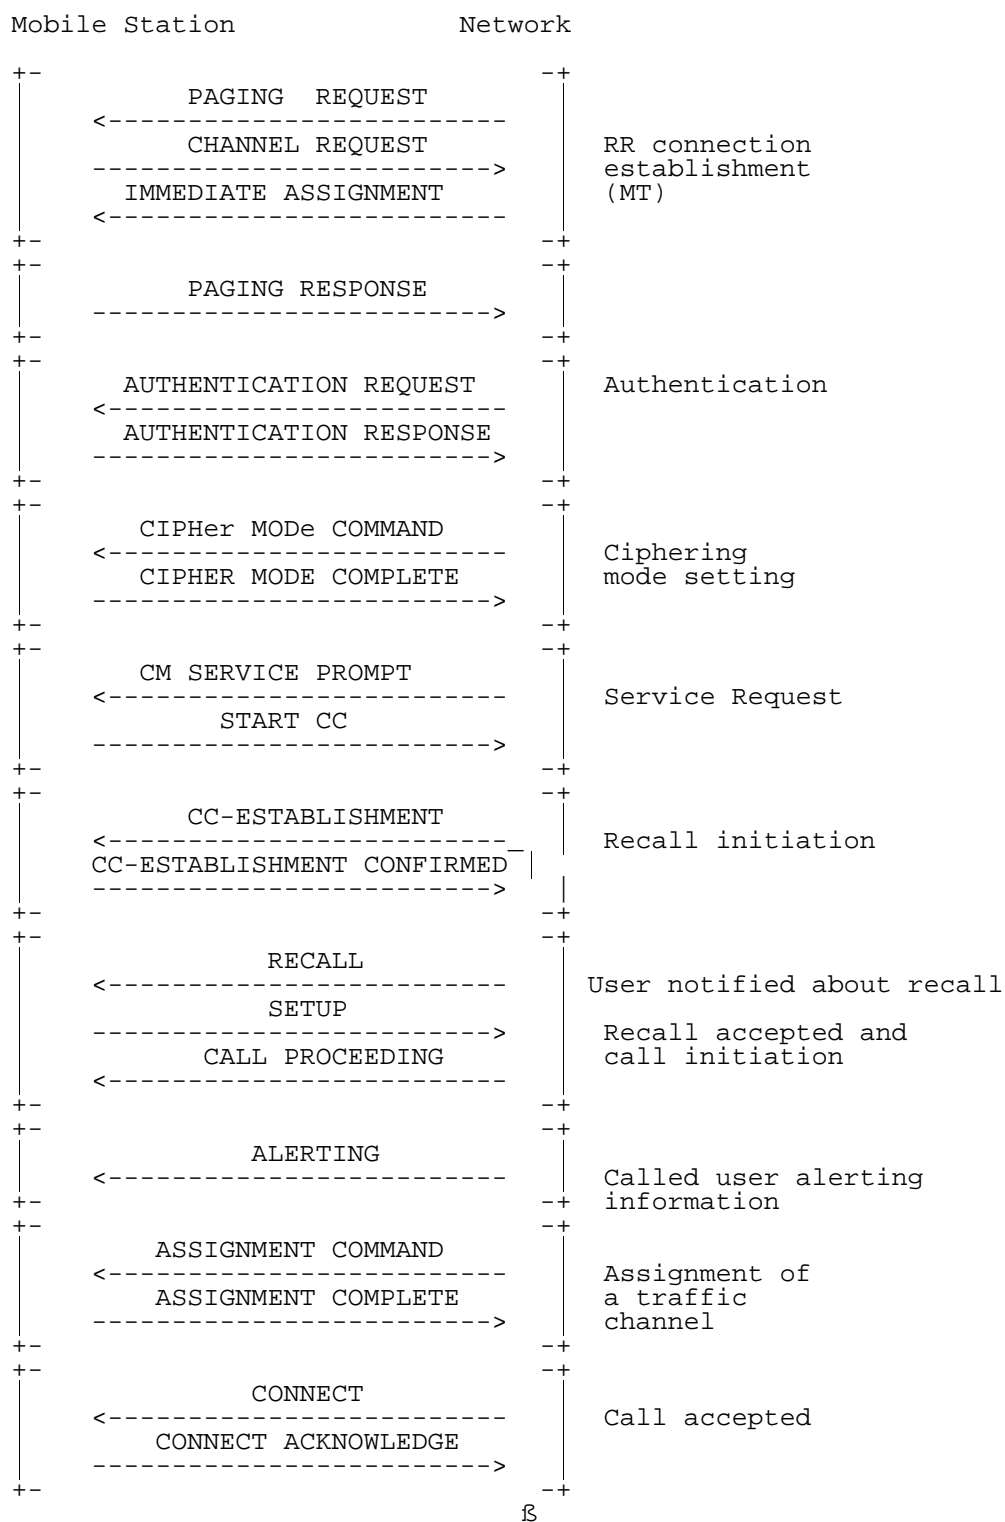 Mobile Station Network
+- -+
PAGING REQUEST
<-------------------------
CHANNEL REQUEST RR connection
-------------------------> establishment
IMMEDIATE ASSIGNMENT (MT)
<-------------------------
+- -+
+- -+
PAGING RESPONSE
------------------------->
+- -+
+- -+
AUTHENTICATION REQUEST Authentication
<-------------------------
AUTHENTICATION RESPONSE
------------------------->
+- -+
+- -+
CIPHer MODe COMMAND
<------------------------- Ciphering
CIPHER MODE COMPLETE mode setting
------------------------->
+- -+
+- -+
CM SERVICE PROMPT
<------------------------- Service Request
START CC
------------------------->
+- -+
+- -+
CC-ESTABLISHMENT
<------------------------- Recall initiation
CC-ESTABLISHMENT CONFIRMED
------------------------->
+- -+
+- -+
RECALL
<------------------------- User notified about recall
SETUP
-------------------------> Recall accepted and
CALL PROCEEDING call initiation
<-------------------------
+- -+
+- -+
ALERTING
<------------------------- Called user alerting
+- -+ information
+- -+
ASSIGNMENT COMMAND
<------------------------- Assignment of
ASSIGNMENT COMPLETE a traffic
-------------------------> channel
+- -+
+- -+
CONNECT
<------------------------- Call accepted
CONNECT ACKNOWLEDGE
------------------------->
+- -+
ß